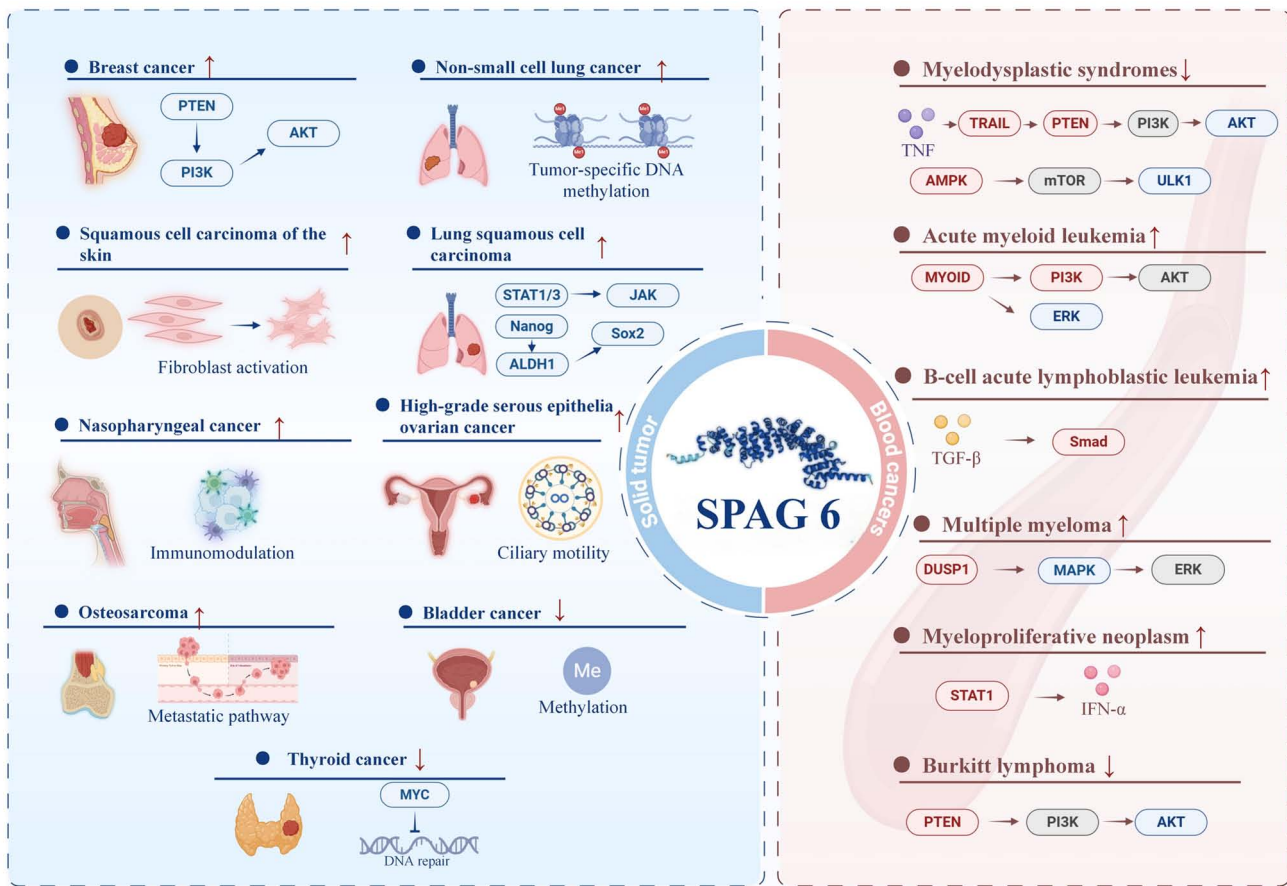 Breast cancer ↑
PTEN
AKT
PI3K
Non-small cell lung cancer ↑
Me1
Me1
Me1
Me1
Tumor-specific DNA
methylation
Squamous cell carcinoma of the
skin ↑
Fibroblast activation
Lung squamous cell
carcinoma ↑
STAT1/3
JAK
Nanog
Sox2
ALDH1
Nasopharyngeal cancer ↑
Immunomodulation
High-grade serous epithelia
ovarian cancer ↑
Ciliary motility
Osteosarcoma ↑
Metastatic pathway
Bladder cancer ↓
Me
Methylation
Thyroid cancer ↓
MYC
DNA repair
Solid tumor
Blood cancers
SPAG 6
Myelodysplastic syndromes ↓
TNF
TRAIL
PTEN
PI3K
AKT
AMPK
mTOR
ULK1
Acute myeloid leukemia ↑
MYOID
PI3K
AKT
ERK
B-cell acute lymphoblastic leukemia ↑
TGF-β
Smad
Multiple myeloma ↑
DUSP1
MAPK
ERK
Myeloproliferative neoplasm ↑
STAT1
IFN-α
Burkitt lymphoma ↓
PTEN
PI3K
AKT